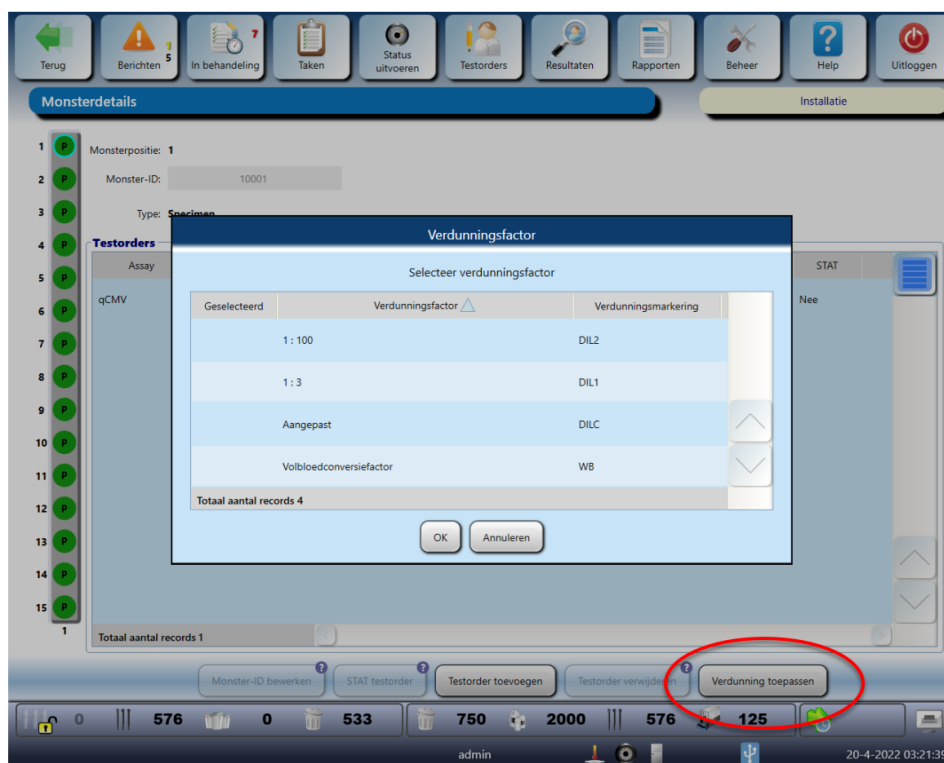 1
5
7
Terug
Berichten
In behandeling
Taken
Status
uitvoeren
Testorders
Resultaten
Rapporten
Beheer
Help
Uitloggen
Monsterdetails
Installatie
1 P Monsterpositie: 1
2 P Monster-ID: 10001
3 P Type: Specimen
4 P Testorders
Assay STAT
5 P
qCMV Nee
6 P
7 P
8 P
9 P
10 P
11 P
12 P
13 P
14 P
15 P
1
Verdunningsfactor
Selecteer verdunningsfactor
Geselecteerd Verdunningsfactor Verdunningsmarkering
1 : 100 DIL2
1 : 3 DIL1
Aangepast DILC
Volbloedconversiefactor WB
Totaal aantal records 4
OK Annuleren
Totaal aantal records 1
Monster-ID bewerken ? STAT testorder ? Testorder toevoegen Testorder verwijderen ? Verdunning toepassen
0 576 0 533 750 2000 576 125
admin 20-4-2022 03:21:39